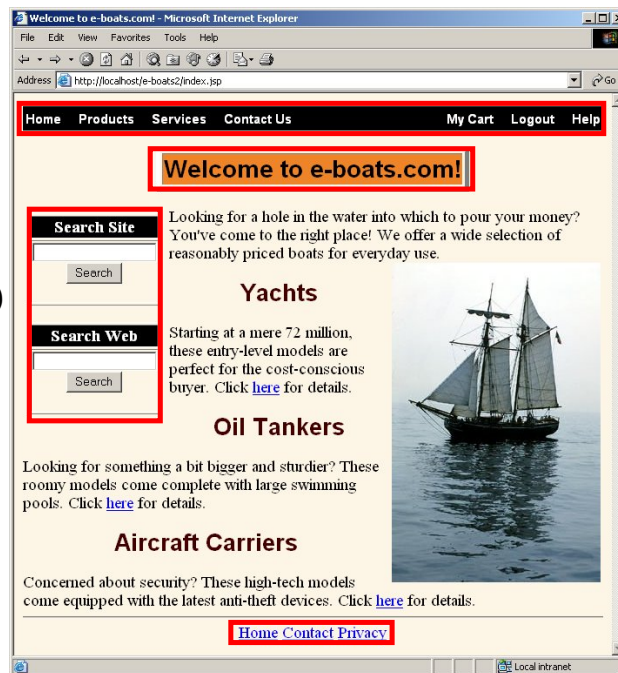 Welcome to e-boats.com! - Microsoft Internet Explorer
File Edit View Favorites Tools Help
Address http://localhost/e-boats2/index.jsp Go
Home Products Services Contact Us My Cart Logout Help
Welcome to e-boats.com!
Search Site
Search
Search Web
Search
Looking for a hole in the water into which to pour your money?
You've come to the right place! We offer a wide selection of
reasonably priced boats for everyday use.
Yachts
Starting at a mere 72 million,
these entry-level models are
perfect for the cost-conscious
buyer. Click here for details.
Oil Tankers
Looking for something a bit bigger and sturdier? These
roomy models come complete with large swimming
pools. Click here for details.
Aircraft Carriers
Concerned about security? These high-tech models
come equipped with the latest anti-theft devices. Click here for details.
Home Contact Privacy
Local intranet